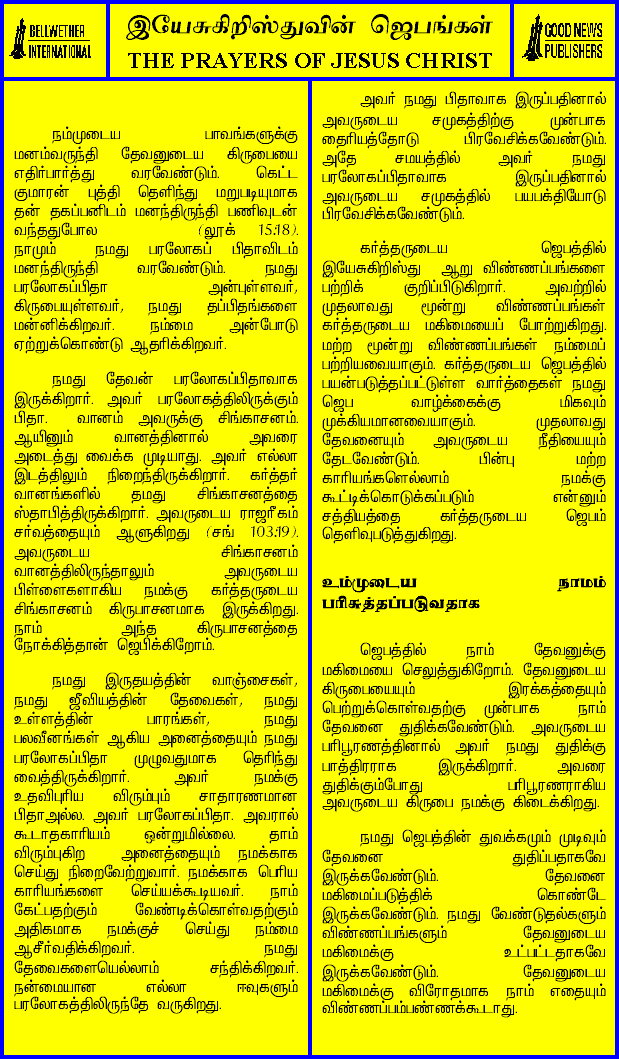 BELLWETHER
INTERNATIONAL
இயேசுகிறிஸ்துவின் ஜெபங்கள்
THE PRAYERS OF JESUS CHRIST
GOOD NEWS
PUBLISHERS
நம்முடைய பாவங்களுக்கு
மனம்வருந்தி தேவனுடைய கிருபையை
எதிர்பார்த்து வரவேண்டும். கெட்ட
குமாரன் புத்தி தெளிந்து மறுபடியுமாக
தன் தகப்பனிடம் மனந்திருந்தி பணிவுடன்
வந்ததுபோல (லூக் 15:18).
நாமும் நமது பரலோகப் பிதாவிடம்
மனந்திருந்தி வரவேண்டும். நமது
பரலோகப்பிதா அன்புள்ளவர்,
கிருபையுள்ளவர், நமது தப்பிதங்களை
மன்னிக்கிறவர். நம்மை அன்போடு
ஏற்றுக்கொண்டு ஆதரிக்கிறவர்.
நமது தேவன் பரலோகப்பிதாவாக
இருக்கிறார். அவர் பரலோகத்திலிருக்கும்
பிதா. வானம் அவருக்கு சிங்காசனம்.
ஆயினும் வானத்தினால் அவரை
அடைத்து வைக்க முடியாது. அவர் எல்லா
இடத்திலும் நிறைந்திருக்கிறார். கர்த்தர்
வானங்களில் தமது சிங்காசனத்தை
ஸ்தாபித்திருக்கிறார். அவருடைய ராஜரீகம்
சர்வத்தையும் ஆளுகிறது (சங் 103:19).
அவருடைய சிங்காசனம்
வானத்திலிருந்தாலும் அவருடைய
பிள்ளைகளாகிய நமக்கு கர்த்தருடைய
சிங்காசனம் கிருபாசனமாக இருக்கிறது.
நாம் அந்த கிருபாசனத்தை
நோக்கித்தான் ஜெபிக்கிறோம்.
நமது இருதயத்தின் வாஞ்சைகள்,
நமது ஜீவியத்தின் தேவைகள், நமது
உள்ளத்தின் பாரங்கள், நமது
பலவீனங்கள் ஆகிய அனைத்தையும் நமது
பரலோகப்பிதா முழுவதுமாக தெரிந்து
வைத்திருக்கிறார். அவர் நமக்கு
உதவிபுரிய விரும்பும் சாதாரணமான
பிதாஅல்ல. அவர் பரலோகப்பிதா. அவரால்
கூடாதகாரியம் ஒன்றுமில்லை. தாம்
விரும்புகிற அனைத்தையும் நமக்காக
செய்து நிறைவேற்றுவார். நமக்காக பெரிய
காரியங்களை செய்யக்கூடியவர். நாம்
கேட்பதற்கும் வேண்டிக்கொள்வதற்கும்
அதிகமாக நமக்குச் செய்து நம்மை
ஆசீர்வதிக்கிறவர். நமது
தேவைகளையெல்லாம் சந்திக்கிறவர்.
நன்மையான எல்லா ஈவுகளும்
பரலோகத்திலிருந்தே வருகிறது.
அவர் நமது பிதாவாக இருப்பதினால்
அவருடைய சமுகத்திற்கு முன்பாக
தைரியத்தோடு பிரவேசிக்கவேண்டும்.
அதே சமயத்தில் அவர் நமது
பரலோகப்பிதாவாக இருப்பதினால்
அவருடைய சமுகத்தில் பயபக்தியோடு
பிரவேசிக்கவேண்டும்.
கர்த்தருடைய ஜெபத்தில்
இயேசுகிறிஸ்து ஆறு விண்ணப்பங்களை
பற்றிக் குறிப்பிடுகிறார். அவற்றில்
முதலாவது மூன்று விண்ணப்பங்கள்
கர்த்தருடைய மகிமையைப் போற்றுகிறது.
மற்ற மூன்று விண்ணப்பங்கள் நம்மைப்
பற்றியவையாகும். கர்த்தருடைய ஜெபத்தில்
பயன்படுத்தப்பட்டுள்ள வார்த்தைகள் நமது
ஜெப வாழ்க்கைக்கு மிகவும்
முக்கியமானவையாகும். முதலாவது
தேவனையும் அவருடைய நீதியையும்
தேடவேண்டும். பின்பு மற்ற
காரியங்களெல்லாம் நமக்கு
கூட்டிக்கொடுக்கப்படும் என்னும்
சத்தியத்தை கர்த்தருடைய ஜெபம்
தெளிவுபடுத்துகிறது.
உம்முடைய நாமம்
பரிசுத்தப்படுவதாக
ஜெபத்தில் நாம் தேவனுக்கு
மகிமையை செலுத்துகிறோம். தேவனுடைய
கிருபையையும் இரக்கத்தையும்
பெற்றுக்கொள்வதற்கு முன்பாக நாம்
தேவனை துதிக்கவேண்டும். அவருடைய
பரிபூரணத்தினால் அவர் நமது துதிக்கு
பாத்திரராக இருக்கிறார். அவரை
துதிக்கும்போது பரிபூரணராகிய
அவருடைய கிருபை நமக்கு கிடைக்கிறது.
நமது ஜெபத்தின் துவக்கமும் முடிவும்
தேவனை துதிப்பதாகவே
இருக்கவேண்டும். தேவனை
மகிமைப்படுத்திக் கொண்டே
இருக்கவேண்டும். நமது வேண்டுதல்களும்
விண்ணப்பங்களும் தேவனுடைய
மகிமைக்கு உட்பட்டதாகவே
இருக்கவேண்டும். தேவனுடைய
மகிமைக்கு விரோதமாக நாம் எதையும்
விண்ணப்பம்பண்ணக்கூடாது.